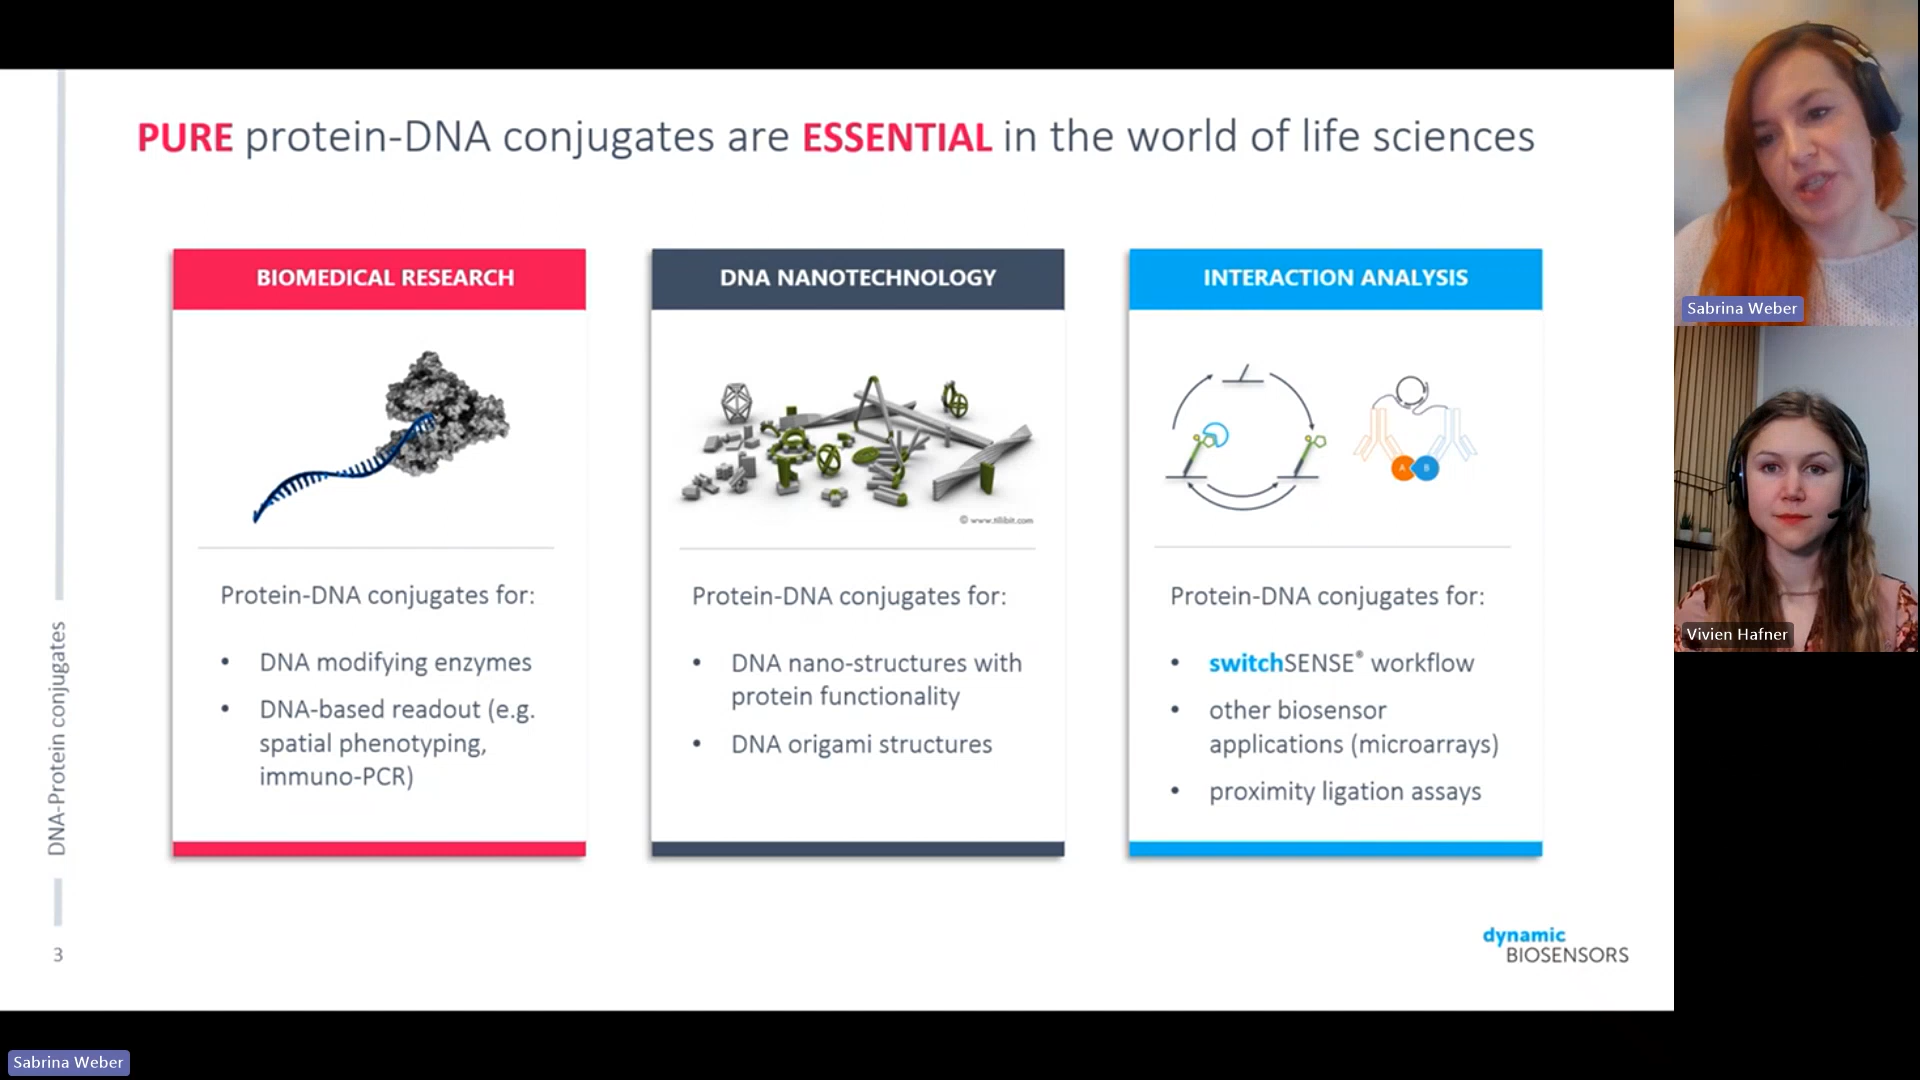 PURE protein-DNA conjugates are ESSENTIAL in the world of life sciences
BIOMEDICAL RESEARCH
Protein-DNA conjugates for:
• DNA modifying enzymes
• DNA-based readout (e.g.
spatial phenotyping,
immuno-PCR)
DNA NANOTECHNOLOGY
© www.tilibit.com
Protein-DNA conjugates for:
• DNA nano-structures with
protein functionality
• DNA origami structures
INTERACTION ANALYSIS
A B
Protein-DNA conjugates for:
• switchSENSE® workflow
• other biosensor
applications (microarrays)
• proximity ligation assays
DNA-Protein conjugates
3
dynamic
BIOSENSORS
Sabrina Weber
Vivien Hafner
Sabrina Weber